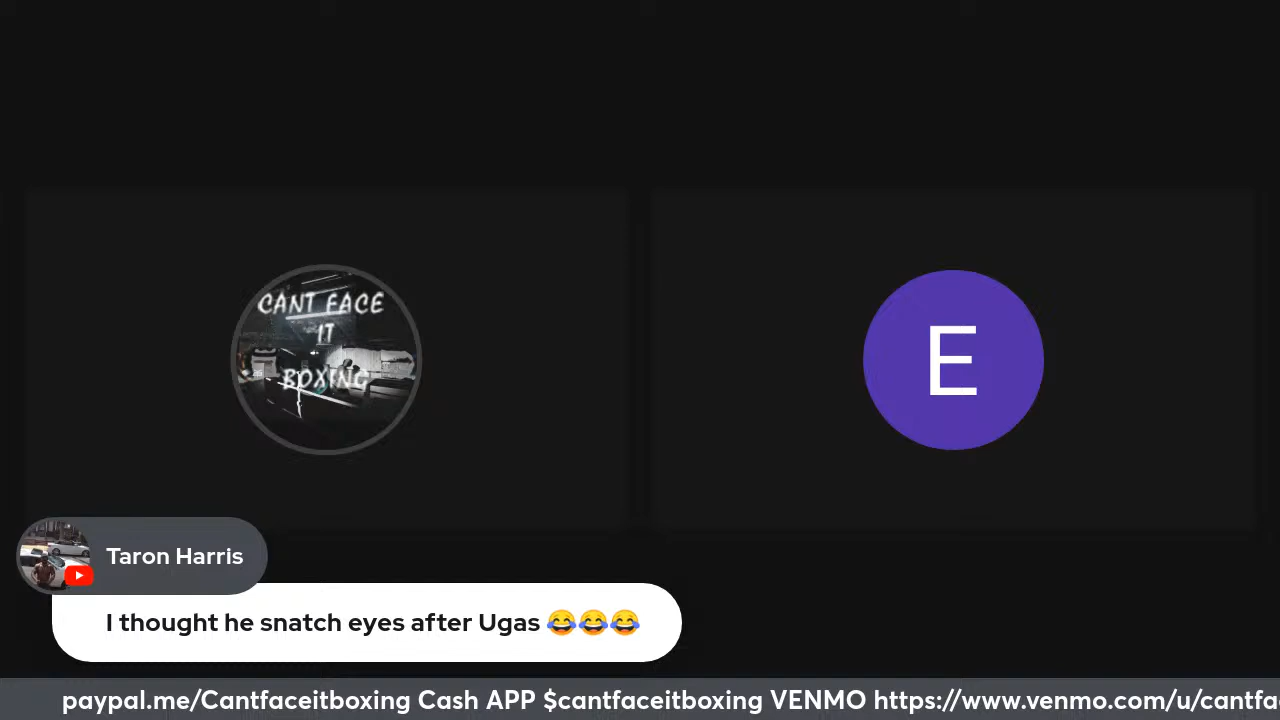 CANT FACE
IT
BOXING
E
Taron Harris
I thought he snatch eyes after Ugas 😂😂😂
paypal.me/Cantfaceitboxing Cash APP $cantfaceitboxing VENMO https://www.venmo.com/u/cantfa